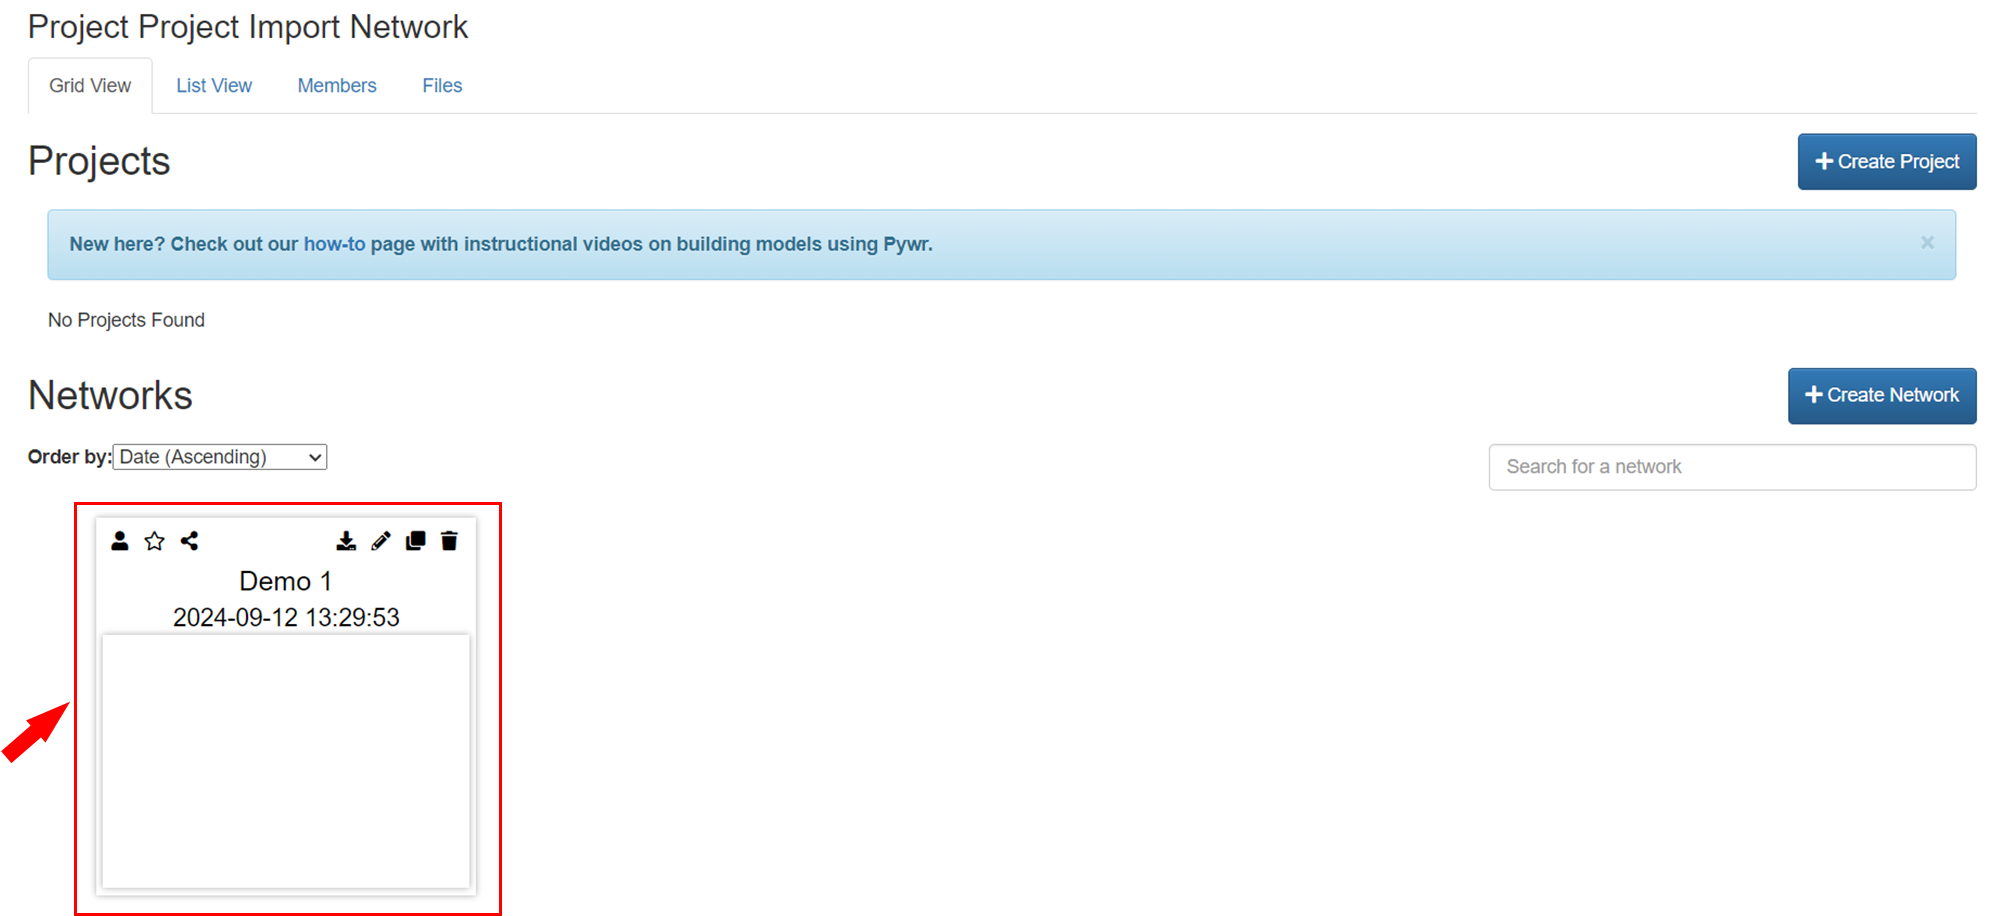 Project Project Import Network
Grid View List View Members Files
Projects
Create Project
New here? Check out our how-to page with instructional videos on building models using Pywr.
×
No Projects Found
Networks
Create Network
Order by: Date (Ascending)
Search for a network
Demo 1
2024-09-12 13:29:53